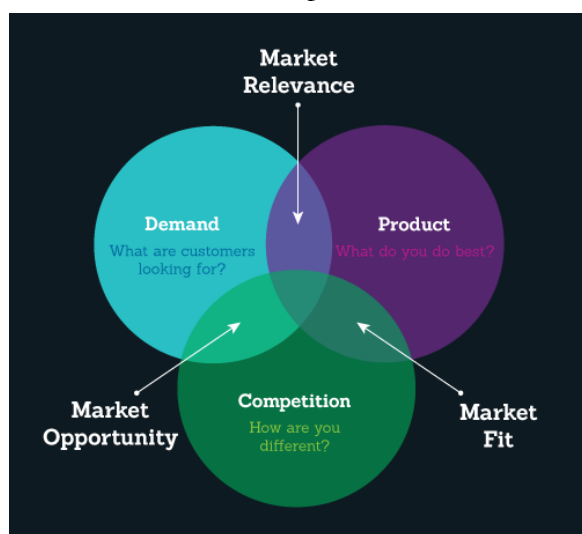 Market
Relevance
Demand
What are customers
looking for?
Product
What do you do best?
Competition
How are you
different?
Market
Opportunity
Market
Fit